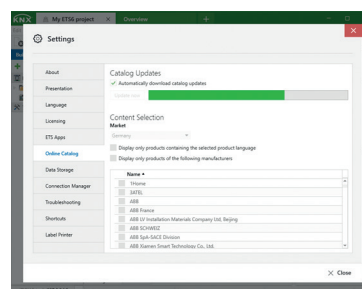 KNX
My ETS6 project
Overview
Settings
About
Presentation
Language
Licensing
ETS Apps
Online Catalog
Data Storage
Connection Manager
Troubleshooting
Shortcuts
Label Printer
Catalog Updates
Automatically download catalog updates
Content Selection
Market
Germany
Display only products containing the selected product language
Display only products of the following manufacturers
Name
1Home
3ATEL
ABB
ABB France
ABB LV Installation Materials Company Ltd, Beijing
ABB SCHWEIZ
ABB SpA-SACE Division
ABB Xiamen Smart Technology Co., Ltd.
Close